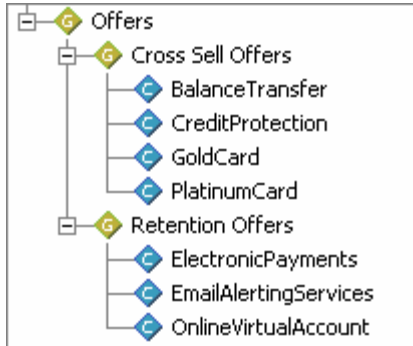 G Offers
G Cross Sell Offers
C BalanceTransfer
C CreditProtection
C GoldCard
C PlatinumCard
G Retention Offers
C ElectronicPayments
C EmailAlertingServices
C OnlineVirtualAccount